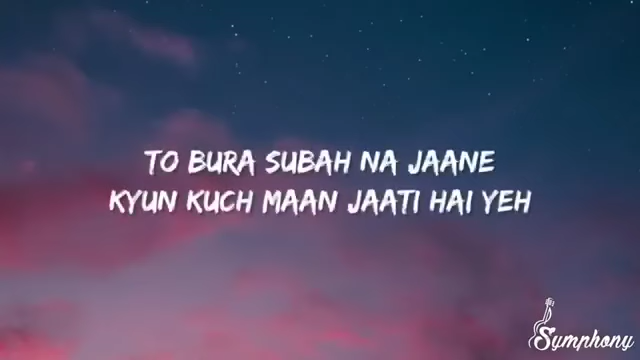 TO BURA SUBAH NA JAANE
KYUN KUCH MAAN JAATI HAI YEH
Symphony